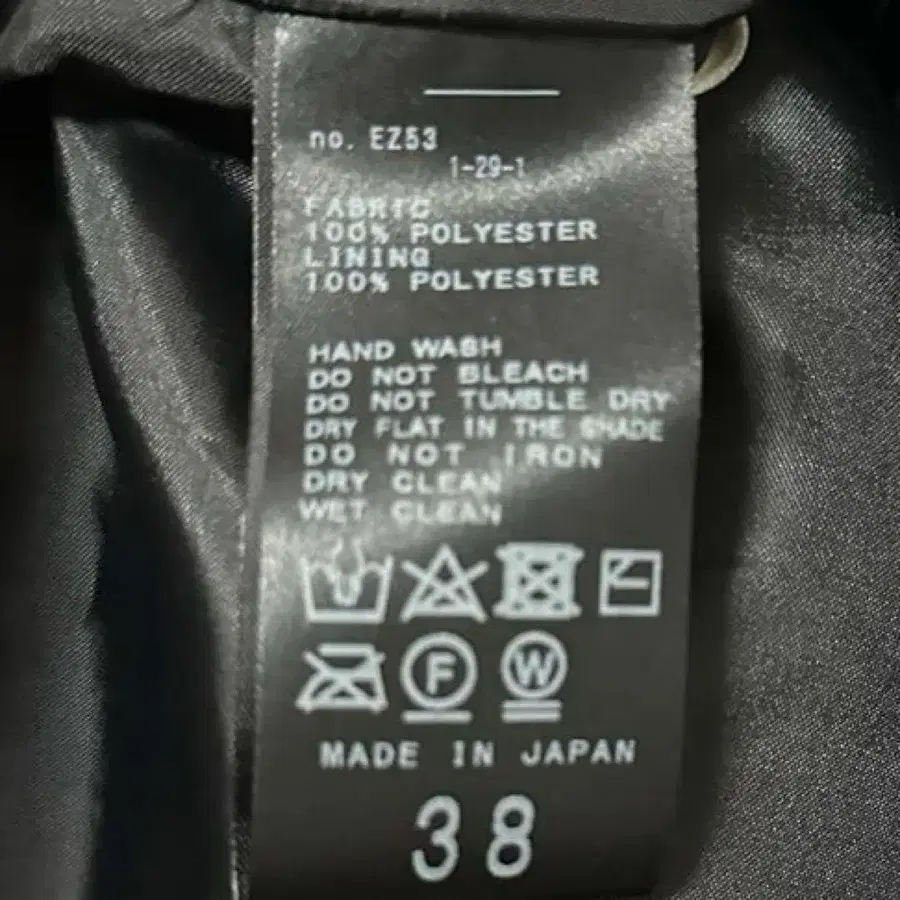 no. EZ53
1-29-1
FABRIC
100% POLYESTER
LINING
100% POLYESTER
HAND WASH
DO NOT BLEACH
DO NOT TUMBLE DRY
DRY FLAT IN THE SHADE
DO NOT IRON
DRY CLEAN
WET CLEAN
F W
MADE IN JAPAN
38